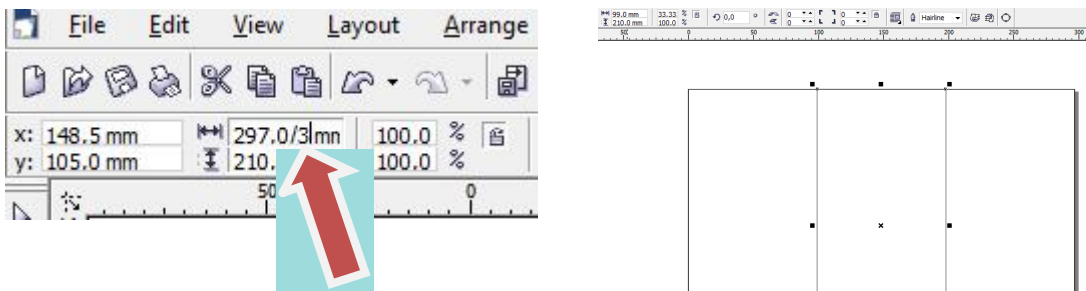 File Edit View Layout Arrange
x: 148.5 mm 297.0/3 mm 100.0 %
y: 105.0 mm 210. 100.0 %
50 0
99.0 mm 33.33 % 0,0 ° 0 0 Hairline
210.0 mm 100.0 % 0 0
50 0 50 100 150 200 250 300